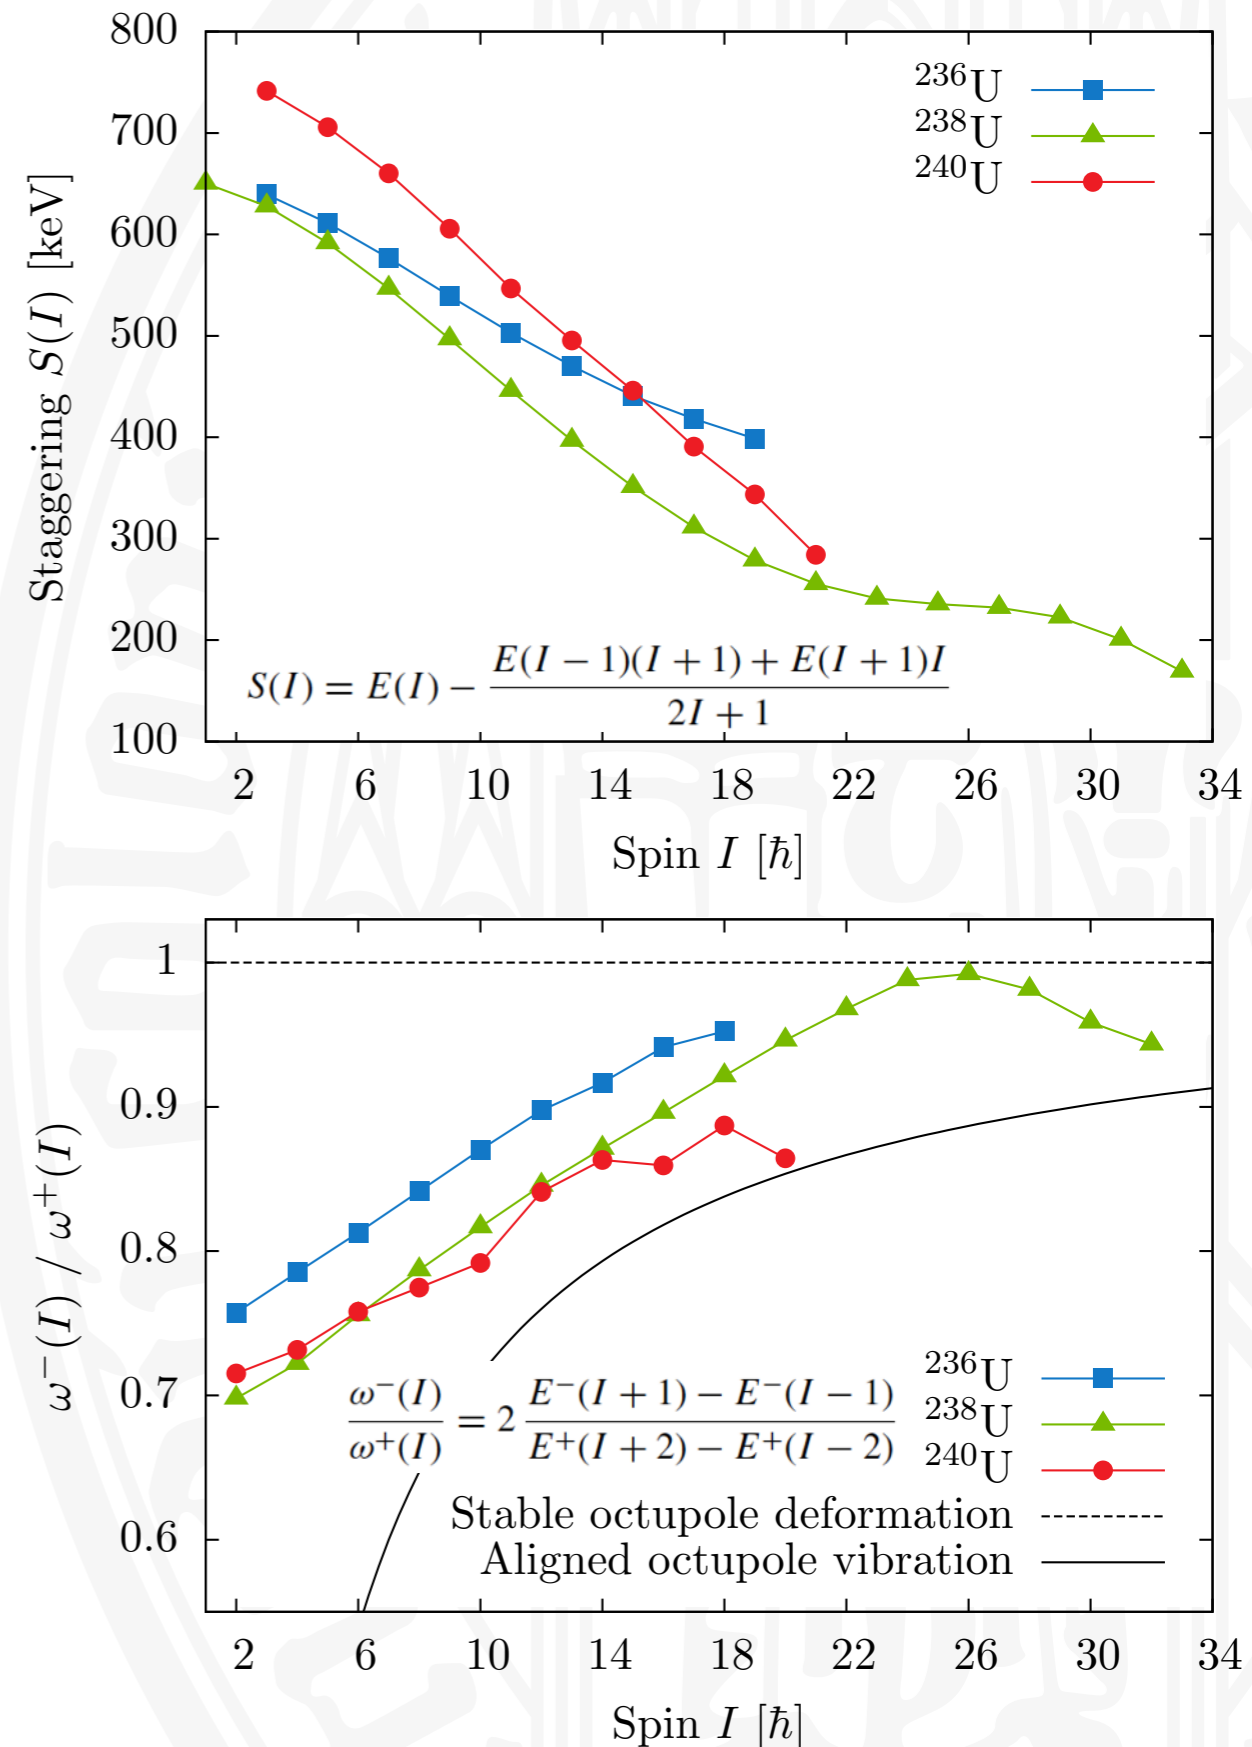 800
700
600
500
400
300
200
100
Staggering S(I) [keV]
²³⁶U
²³⁸U
²⁴⁰U
S(I) = E(I) − \frac{E(I − 1)(I + 1) + E(I + 1)I}{2I + 1}
2 6 10 14 18 22 26 30 34
Spin I [ℏ]
1
0.9
0.8
0.7
0.6
ω⁻(I) / ω⁺(I)
\frac{ω⁻(I)}{ω⁺(I)} = 2 \frac{E⁻(I + 1) − E⁻(I − 1)}{E⁺(I + 2) − E⁺(I − 2)}
²³⁶U
²³⁸U
²⁴⁰U
Stable octupole deformation
Aligned octupole vibration
2 6 10 14 18 22 26 30 34
Spin I [ℏ]